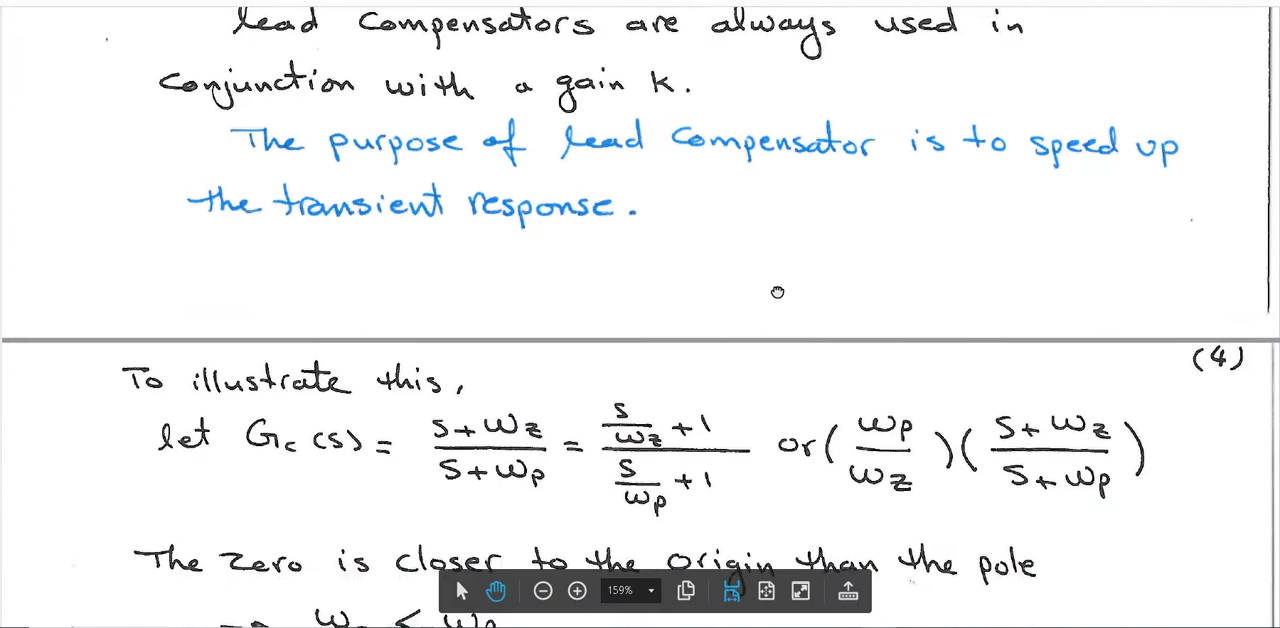 lead compensators are always used in
conjunction with a gain K.
The purpose of lead compensator is to speed up
the transient response.
(4)
To illustrate this,
let Gc(s) = (s+ωz)/(s+ωp) = (s/ωz +1)/(s/ωp +1) or (ωp/ωz)((s+ωz)/(s+ωp))
The zero is closer to the origin than the pole
159%